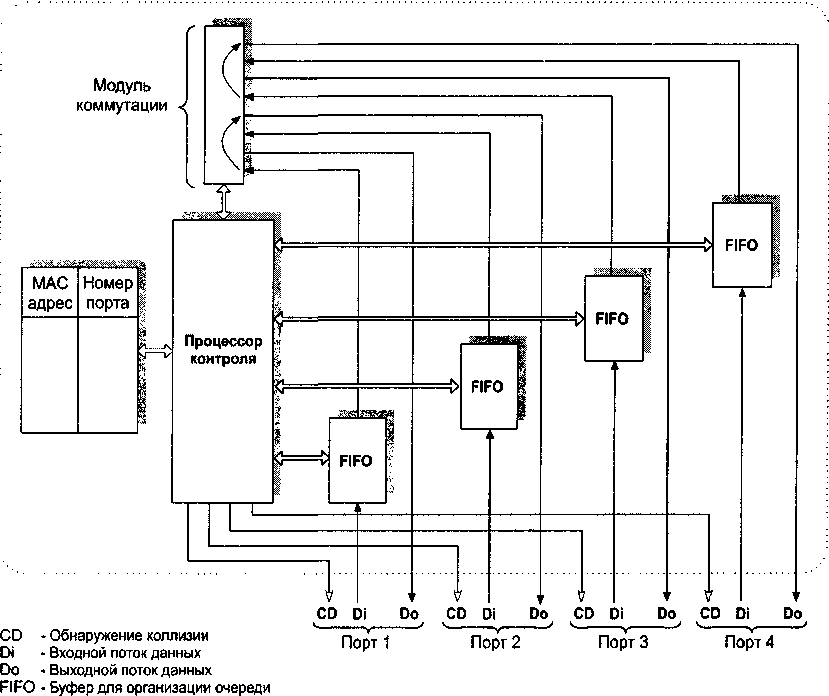 Модуль
коммутации
MAC
адрес
Номер
порта
Процессор
контроля
FIFO
FIFO
FIFO
FIFO
CD Di Do
CD Di Do
CD Di Do
CD Di Do
Порт 1
Порт 2
Порт 3
Порт 4
CD - Обнаружение коллизии
Di - Входной поток данных
Do - Выходной поток данных
FIFO - Буфер для организации очереди